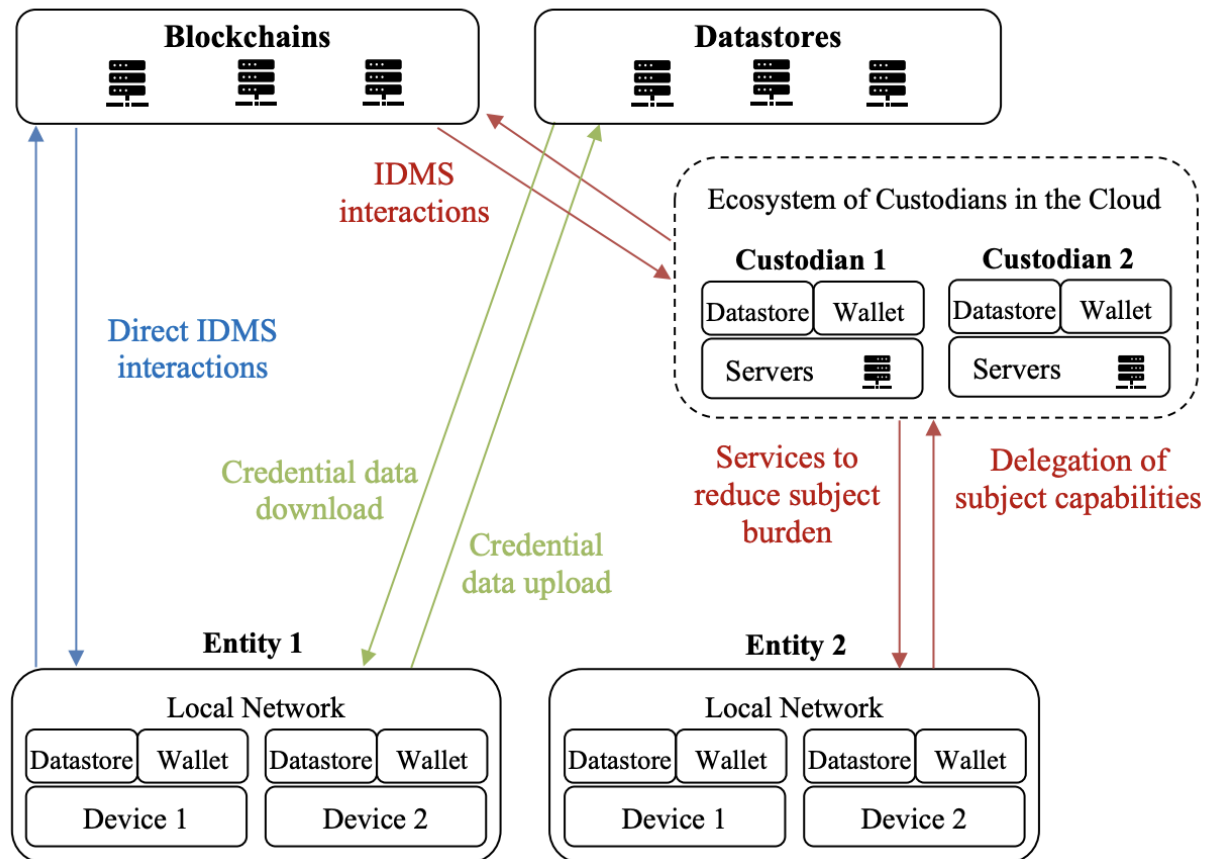 Blockchains
Datastores
IDMS
interactions
Ecosystem of Custodians in the Cloud
Custodian 1
Custodian 2
Datastore
Wallet
Datastore
Wallet
Servers
Servers
Direct IDMS
interactions
Credential data
download
Credential
data upload
Services to
reduce subject
burden
Delegation of
subject capabilities
Entity 1
Local Network
Datastore
Wallet
Datastore
Wallet
Device 1
Device 2
Entity 2
Local Network
Datastore
Wallet
Datastore
Wallet
Device 1
Device 2